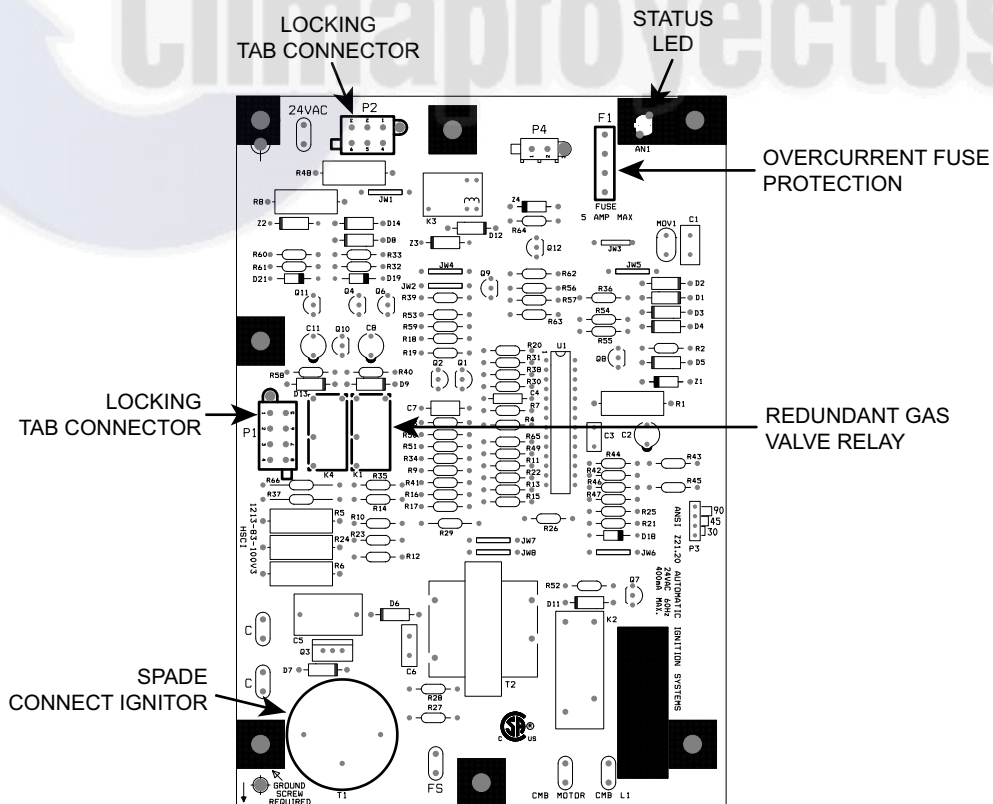 Climaproyectos
LOCKING
TAB CONNECTOR
STATUS
LED
24VAC
P2
P4
F1
AN1
OVERCURRENT FUSE
PROTECTION
R48
JW1
R8
K3
Z4
FUSE
5 AMP MAX
Z2
D14
D12
R64
MOV1
C1
D8
Z3
Q12
JW3
R60
R33
R61
R32
D21
D19
JW4
JW2
Q9
R62
R56
R57
R63
JW5
D2
D1
D3
D4
R36
R54
R55
Q11
Q4
Q6
R39
R53
R59
R18
R19
C11
Q10
C8
R20
R31
R38
R30
C4
R7
R4
U1
Q8
R2
D5
Z1
R58
R40
D13
D9
Q2
Q1
R1
LOCKING
TAB CONNECTOR
P1
C7
R51
R34
R9
R41
R16
R17
R65
R49
R11
R22
R13
R15
C3
C2
REDUNDANT GAS
VALVE RELAY
K4
K1
R35
R66
R37
R14
R44
R42
R46
R47
R25
R21
D18
R43
R45
90
45
30
P3
R5
R10
R24
R23
R6
R12
R29
R26
1213-83-100V3
HSCI
JW7
JW8
JW6
ANSI Z21.20 AUTOMATIC IGNITION SYSTEMS
24VAC 60Hz
400mA MAX.
R52
Q7
D11
K2
D6
C5
Q3
C6
C
D7
C
T2
SPADE
CONNECT IGNITOR
R28
R27
C US
SA
®
GROUND
SCREW
REQUIRED
T1
FS
CMB MOTOR
CMB L1